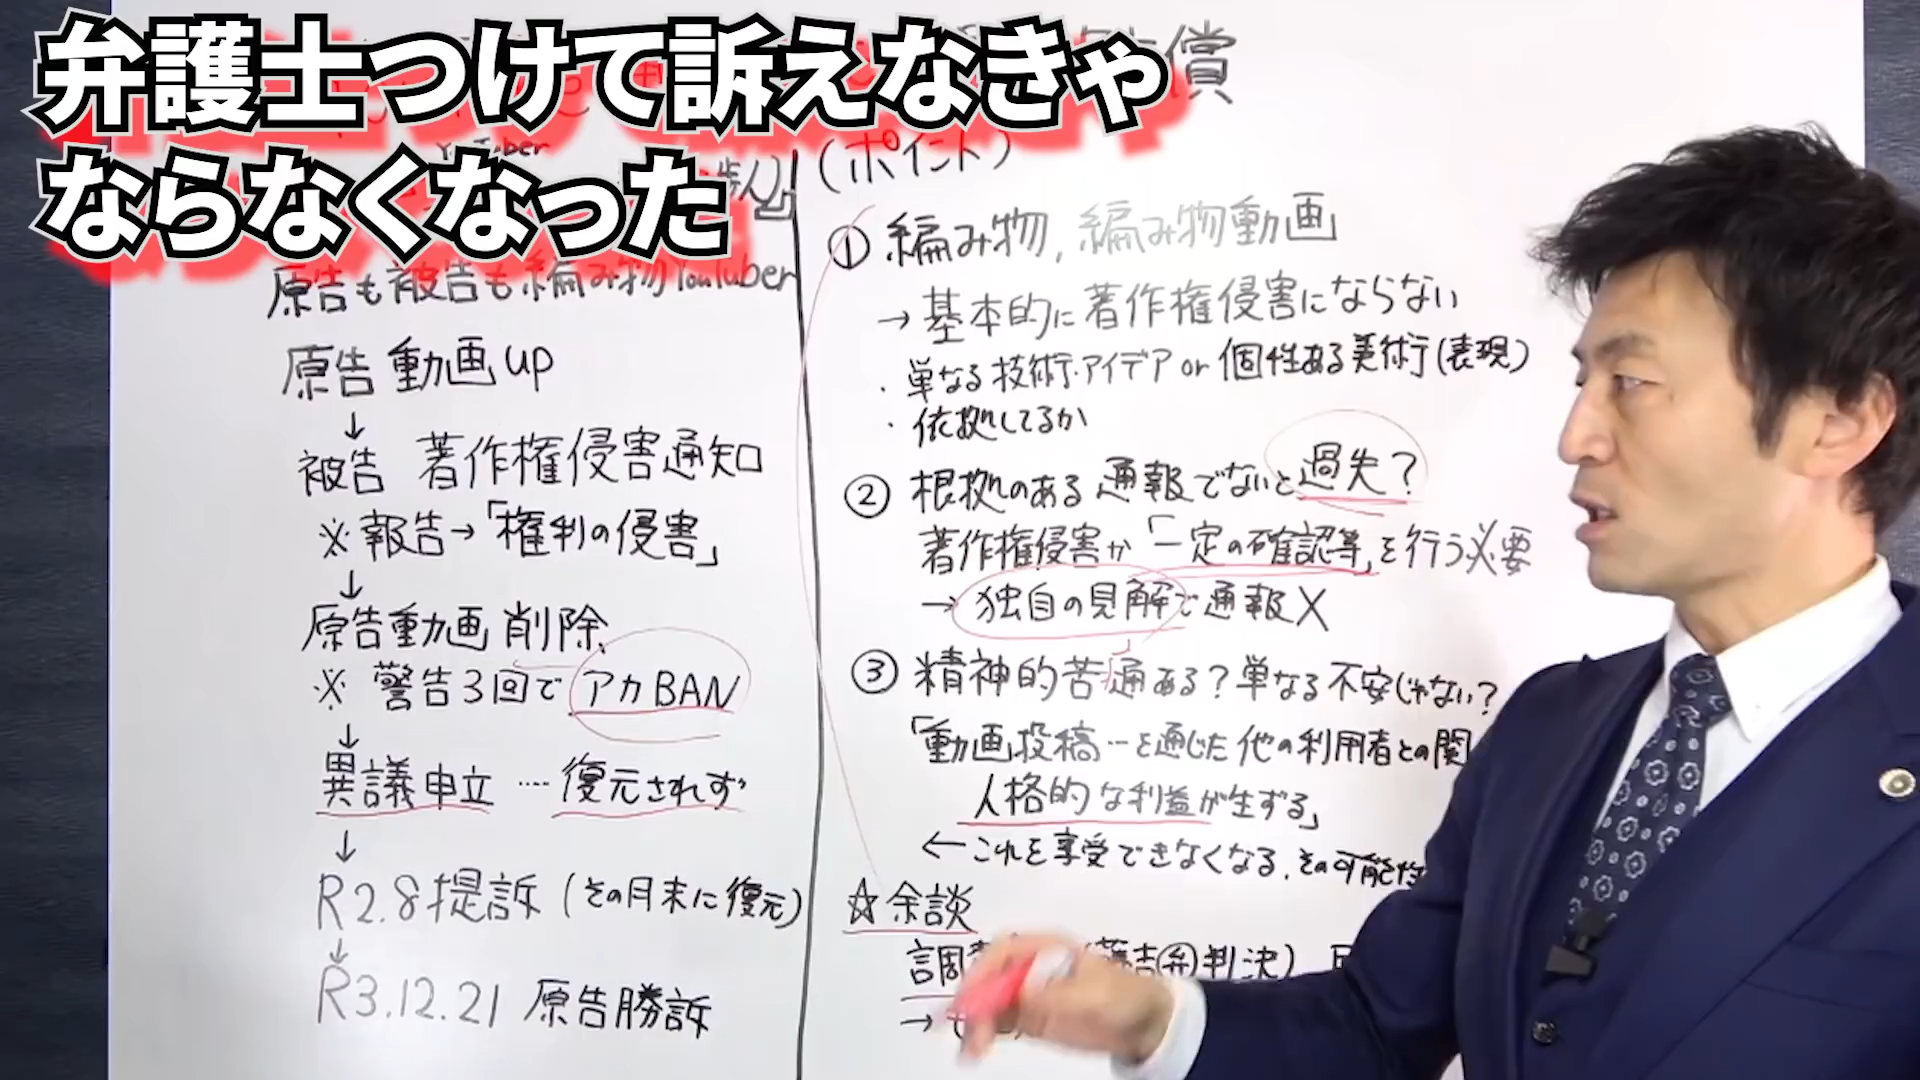 弁護士つけて訴えなきゃ
ならなくなった
償
YouTuber
原告も被告も編み物YouTuber
原告 動画up
↓
被告 著作権侵害通知
※報告→「権利の侵害」
↓
原告動画 削除
※ 警告3回で アカBAN
↓
異議申立 …. 復元されず
↓
R2.8提訴 (その月末に復元)
↓
R3.12.21 原告勝訴
(ポイント)
① 編み物, 編み物動画
→ 基本的に著作権侵害にならない
・単なる技術・アイデア or 個性ある美術(表現)
・依拠してるか
② 根拠のある通報でないと過失?
著作権侵害か「一定の確認等」を行う必要
→ 独自の見解で通報X
③ 精神的苦通ある?単なる不安じゃない?
「動画投稿…を通じた他の利用者との関
人格的な利益が生ずる」
←これを享受できなくなる,その可能性
☆余談
調
弁判決)
→